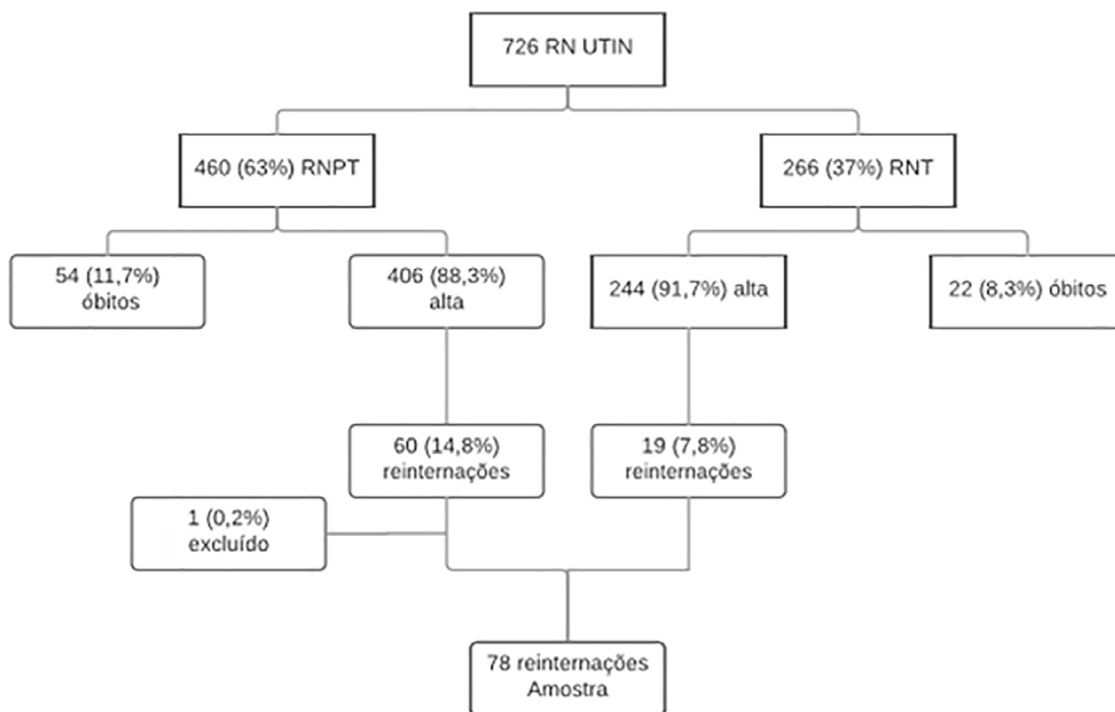 726 RN UTIN
460 (63%) RNPT
266 (37%) RNT
54 (11,7%)
óbitos
406 (88,3%)
alta
244 (91,7%) alta
22 (8,3%) óbitos
60 (14,8%)
reinternações
19 (7,8%)
reinternações
1 (0,2%)
excluído
78 reinternações
Amostra